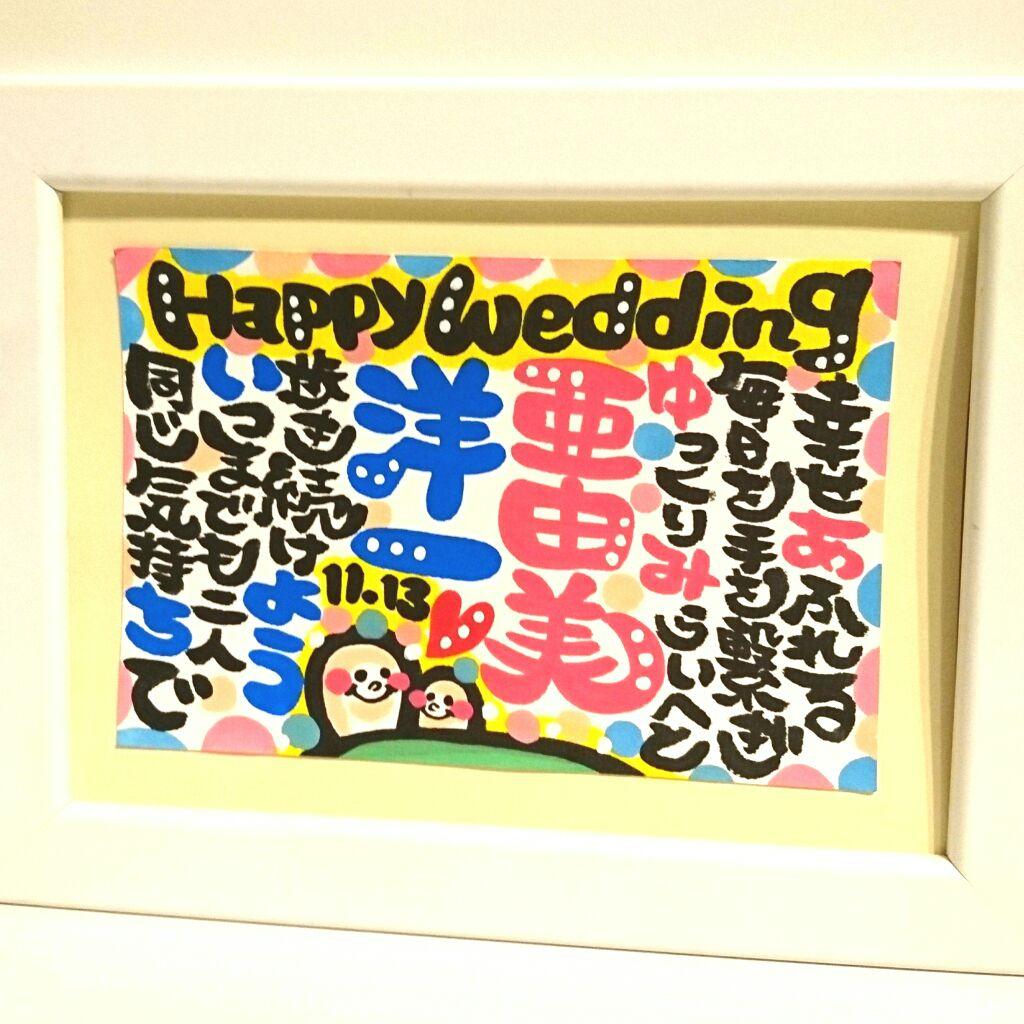 Happy Wedding
幸せあふれる
毎日を手を繋ぎ
ゆっくりみらいへと
亜由美
洋一
11.13
歩き続けよう
いつまでも二人
同じ気持ちで